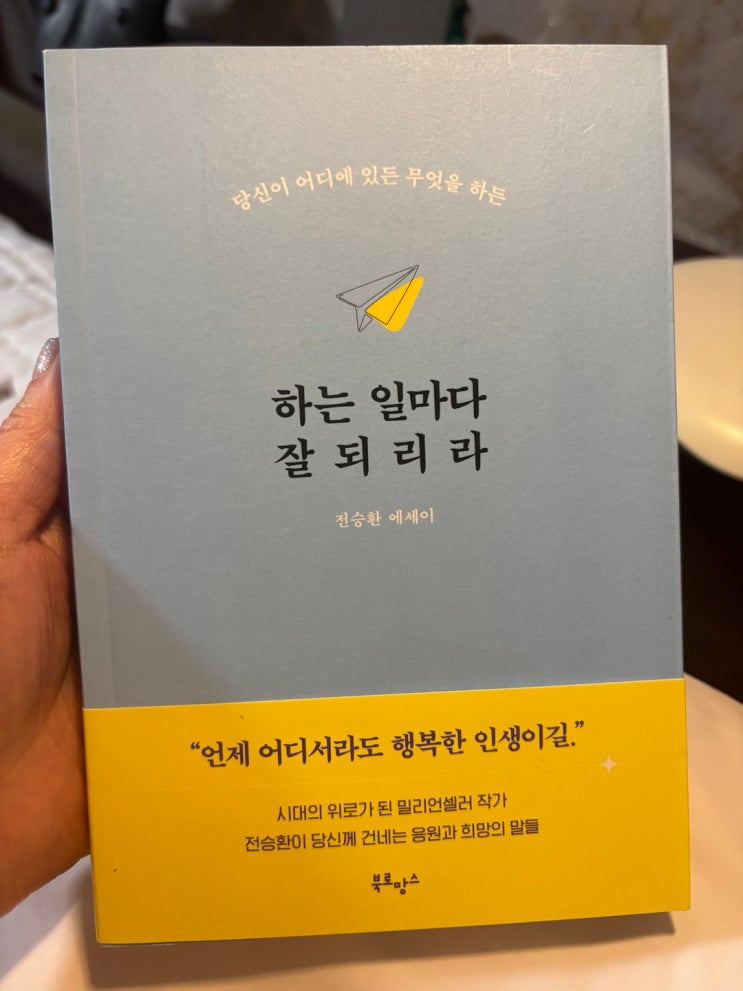 당신이 어디에 있든 무엇을 하든
하는 일마다
잘 되 리 라
전승환 에세이
“언제 어디서라도 행복한 인생이길.”
시대의 위로가 된 밀리언셀러 작가
전승환이 당신께 건네는 응원과 희망의 말들
북로망스